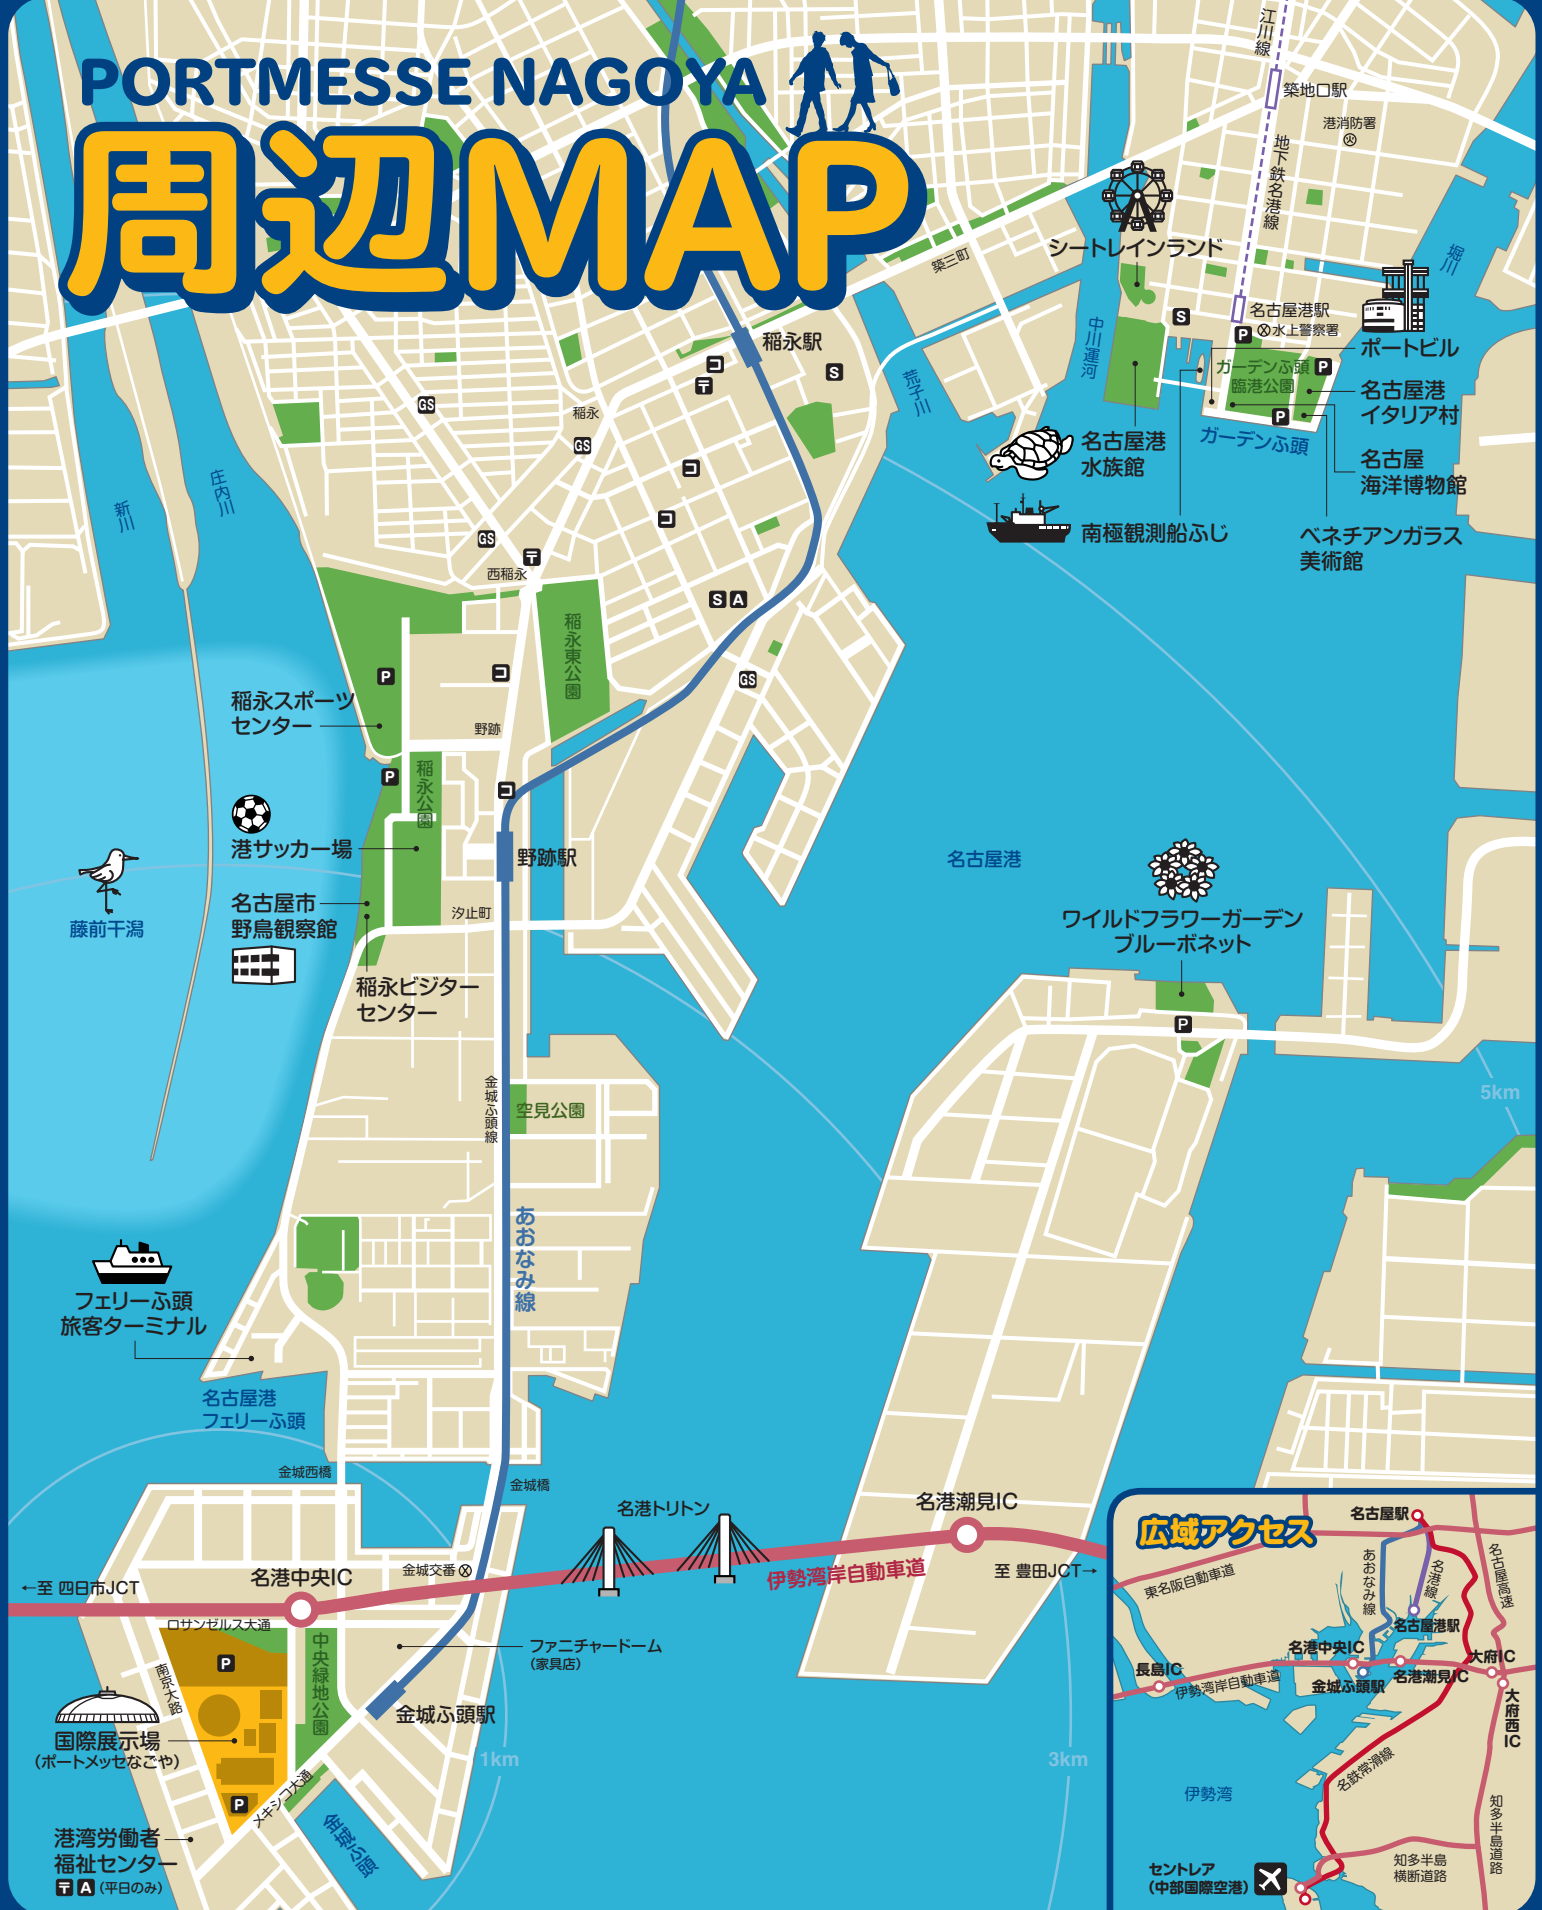 PORTMESSE NAGOYA
周辺MAP
江川線
築地口駅
港消防署
地下鉄名港線
シートレインランド
築三町
堀川
名古屋港駅
水上警察署
S
P
中川運河
ポートビル
ガーデンふ頭
臨港公園
P
名古屋港
イタリア村
P
ガーデンふ頭
名古屋
海洋博物館
ベネチアンガラス
美術館
名古屋港
水族館
南極観測船ふじ
荒子川
稲永駅
コ
〒
S
GS
稲永
GS
コ
コ
GS
〒
西稲永
S A
新川
庄内川
稲永東公園
コ
P
GS
稲永スポーツ
センター
野跡
P
稲永公園
コ
港サッカー場
野跡駅
名古屋市
野鳥観察館
汐止町
藤前干潟
稲永ビジター
センター
名古屋港
ワイルドフラワーガーデン
ブルーボネット
P
5km
金城ふ頭線
空見公園
あおなみ線
フェリーふ頭
旅客ターミナル
名古屋港
フェリーふ頭
金城西橋
金城橋
名港トリトン
名港潮見IC
金城交番
名港中央IC
←至 四日市JCT
伊勢湾岸自動車道
至 豊田JCT→
ロサンゼルス大通
P
南京大路
中央緑地公園
ファニチャードーム
(家具店)
金城ふ頭駅
国際展示場
(ポートメッセなごや)
1km
3km
P
メキシコ大通
金城ふ頭
港湾労働者
福祉センター
〒 A (平日のみ)
広域アクセス
名古屋駅
東名阪自動車道
あおなみ線
名港線
名古屋高速
名古屋港駅
名港中央IC
大府IC
長島IC
伊勢湾岸自動車道
金城ふ頭駅
名港潮見IC
大府西IC
名鉄常滑線
伊勢湾
知多半島道路
知多半島
横断道路
セントレア
(中部国際空港)